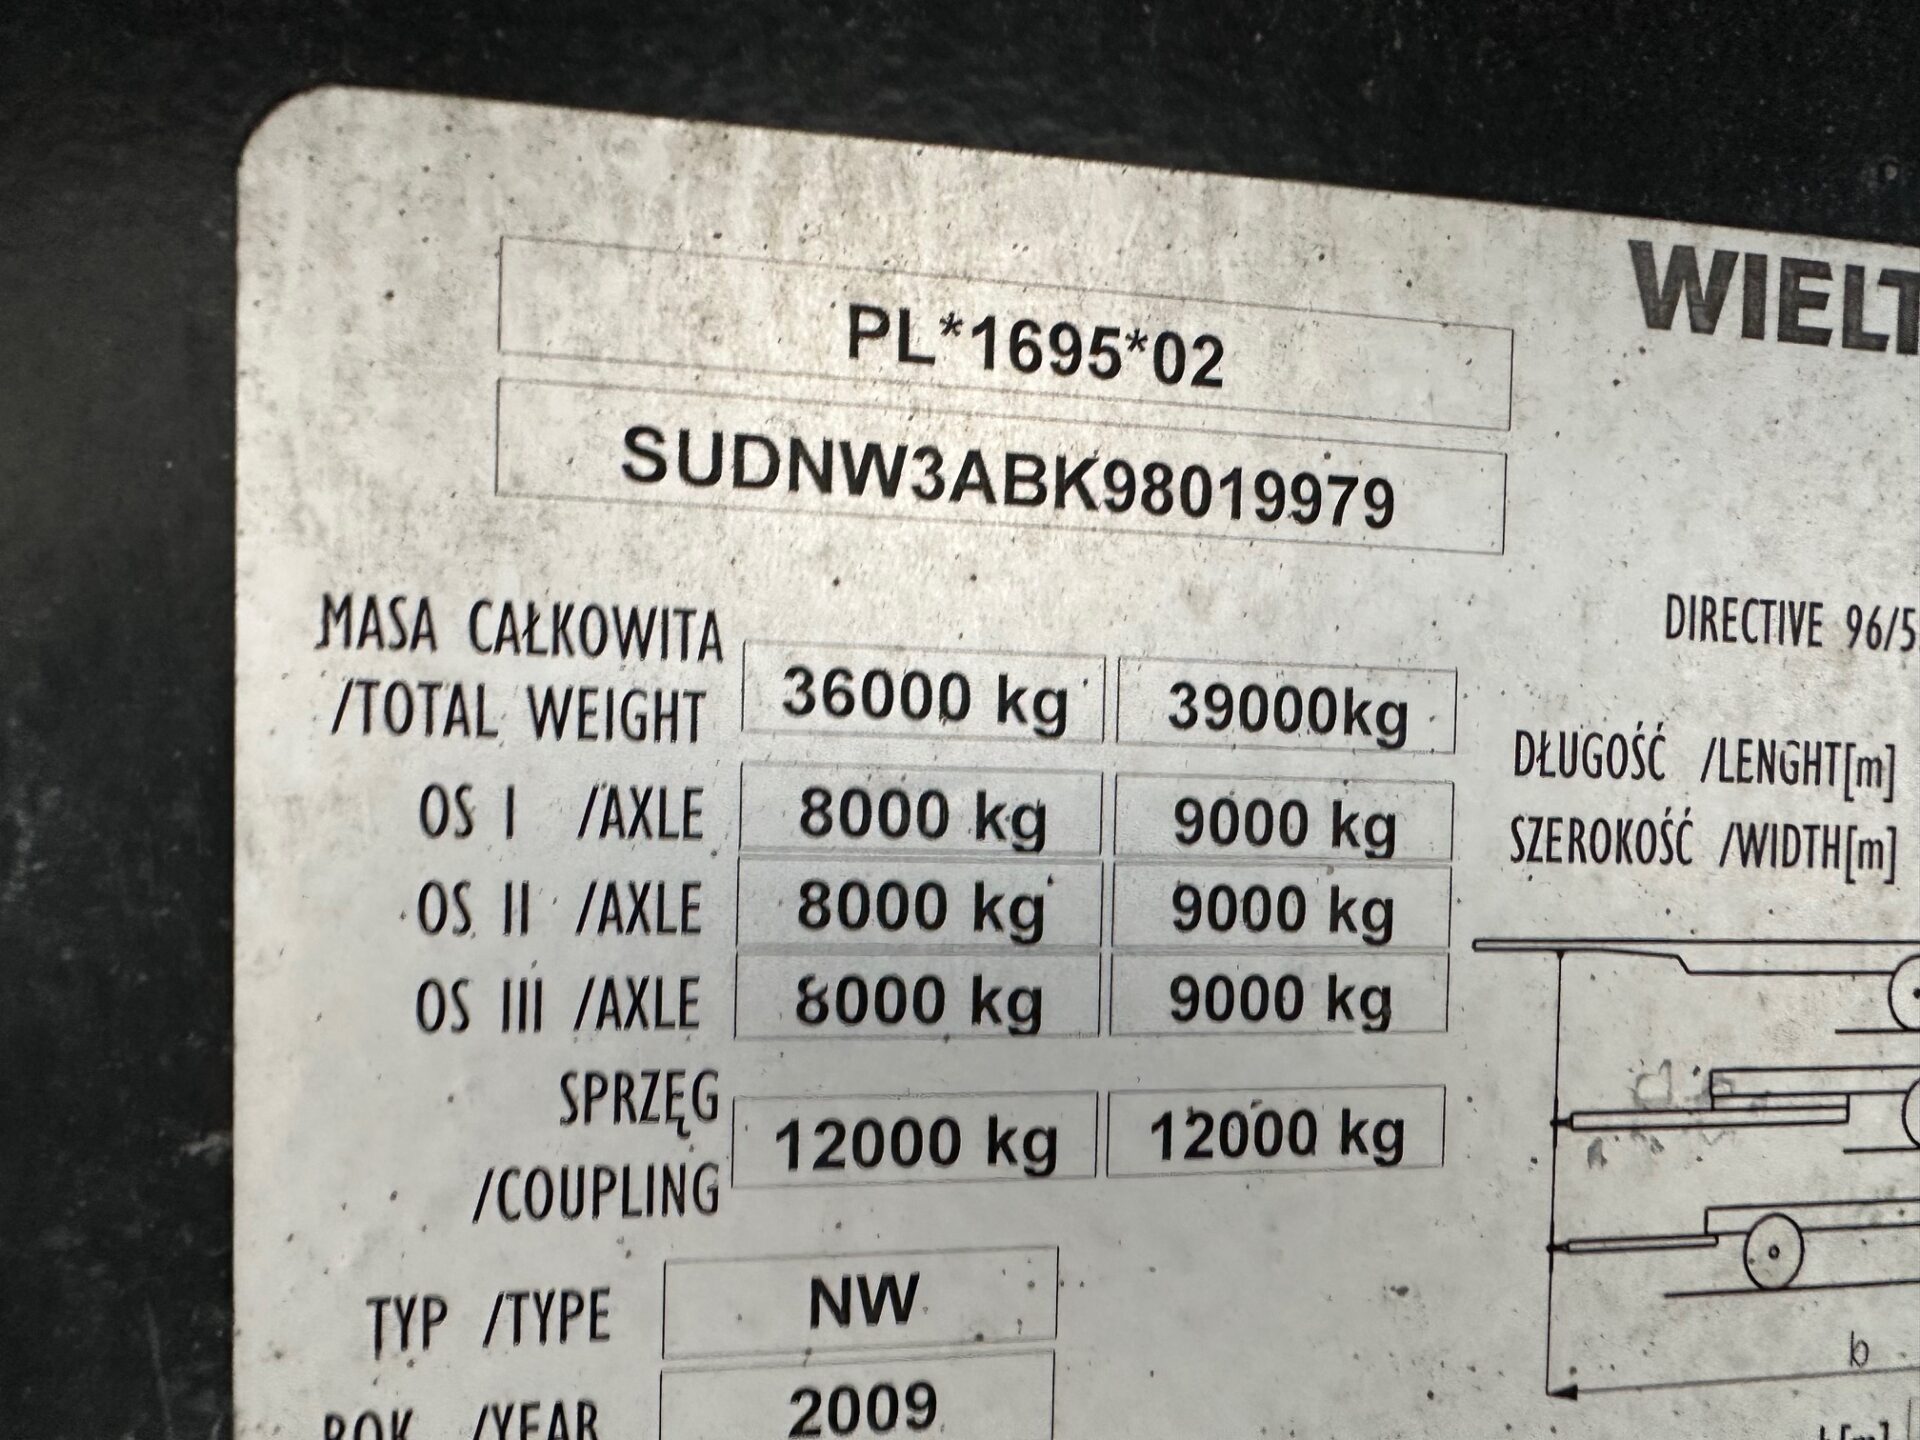 WIELT
PL*1695*02
SUDNW3ABK98019979
MASA CAŁKOWITA
/TOTAL WEIGHT
36000 kg 39000kg
OS I /AXLE 8000 kg 9000 kg
OS II /AXLE 8000 kg 9000 kg
OS III /AXLE 8000 kg 9000 kg
SPRZĘG
/COUPLING
12000 kg 12000 kg
TYP /TYPE NW
ROK /YEAR 2009
DIRECTIVE 96/5
DŁUGOŚĆ /LENGHT[m]
SZEROKOŚĆ /WIDTH[m]
b